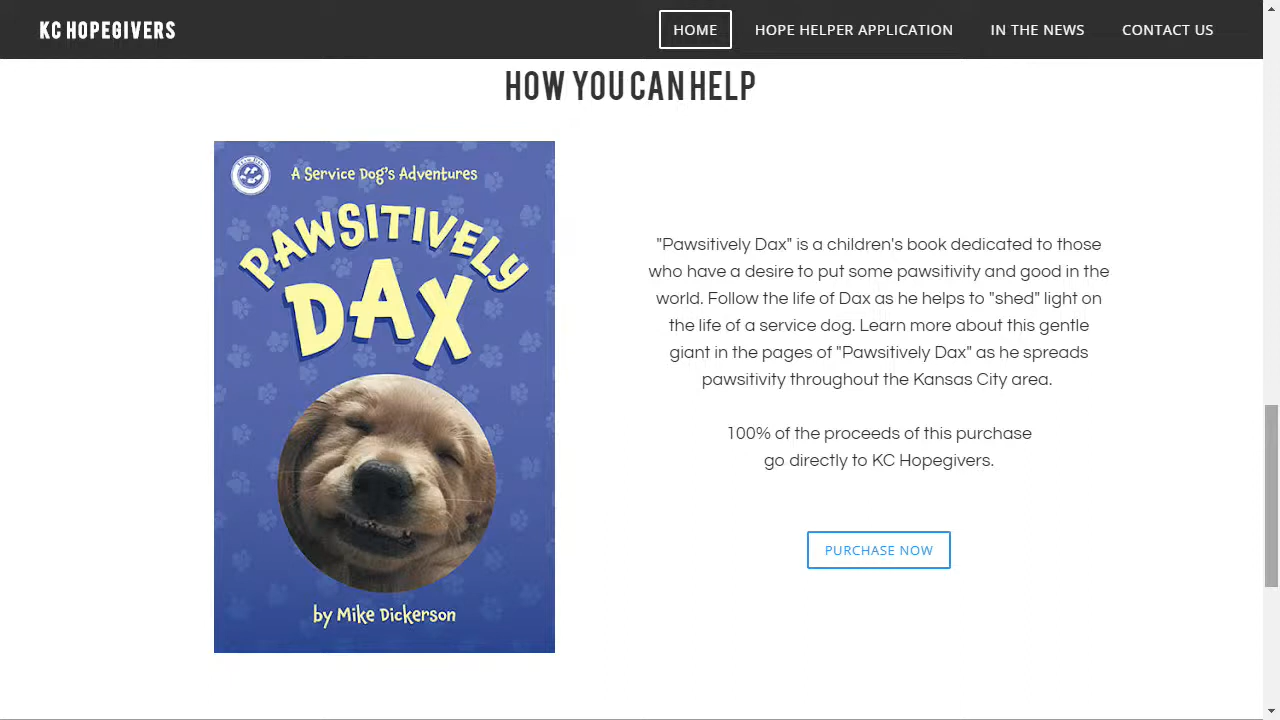 KC HOPEGIVERS
HOME
HOPE HELPER APPLICATION
IN THE NEWS
CONTACT US
HOW YOU CAN HELP
A Service Dog's Adventures
PAWSITIVELY
DAX
by Mike Dickerson
"Pawsitively Dax" is a children's book dedicated to those
who have a desire to put some pawsitivity and good in the
world. Follow the life of Dax as he helps to "shed" light on
the life of a service dog. Learn more about this gentle
giant in the pages of "Pawsitively Dax" as he spreads
pawsitivity throughout the Kansas City area.
100% of the proceeds of this purchase
go directly to KC Hopegivers.
PURCHASE NOW